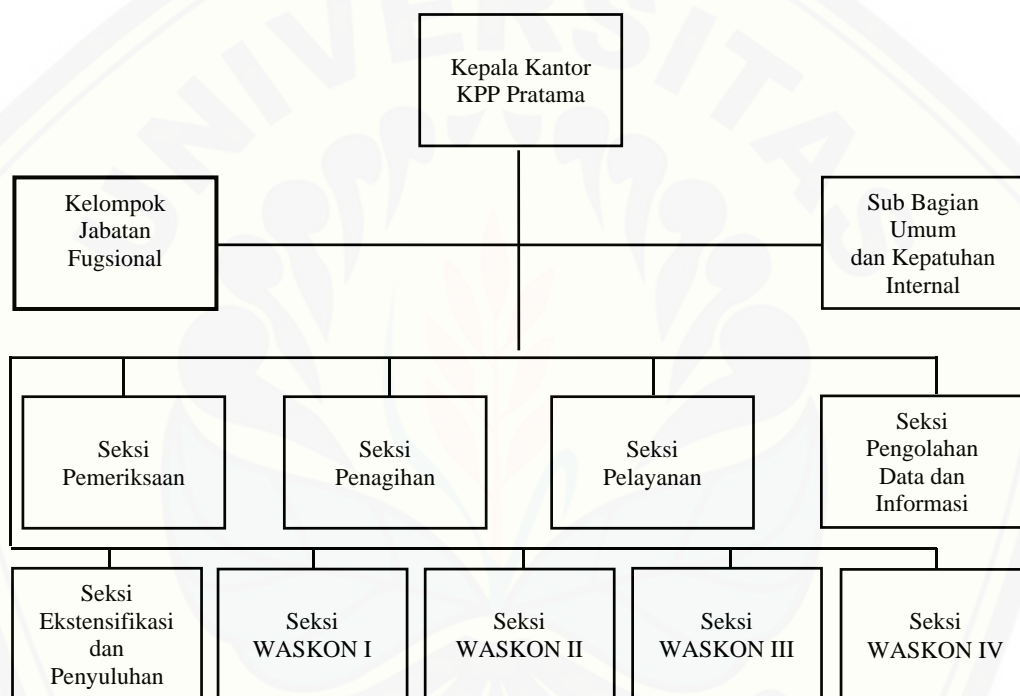 UNIVERSITAS
Kepala Kantor
KPP Pratama
Kelompok
Jabatan
Fugsional
Sub Bagian
Umum
dan Kepatuhan
Internal
Seksi
Pemeriksaan
Seksi
Penagihan
Seksi
Pelayanan
Seksi
Pengolahan
Data dan
Informasi
Seksi
Ekstensifikasi
dan
Penyuluhan
Seksi
WASKON I
Seksi
WASKON II
Seksi
WASKON III
Seksi
WASKON IV